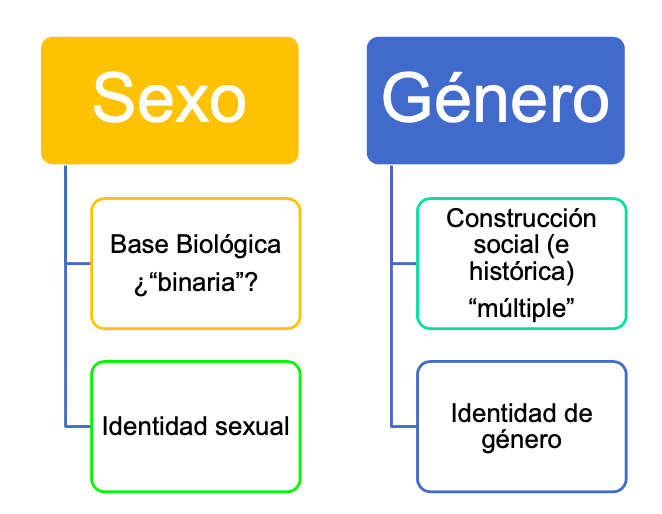 Sexo
Base Biológica
¿“binaria”?
Identidad sexual
Género
Construcción
social (e
histórica)
“múltiple”
Identidad de
género